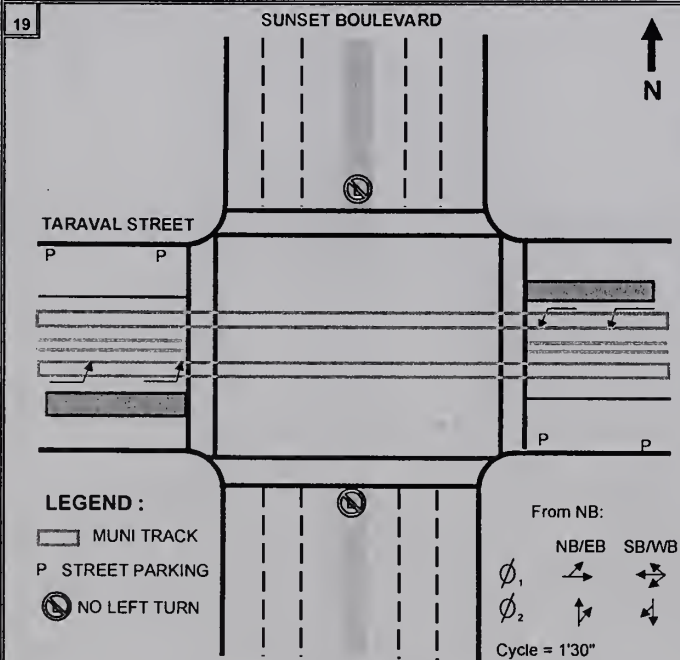 19
SUNSET BOULEVARD
N
TARAVAL STREET
P P
P P
LEGEND :
MUNI TRACK
P STREET PARKING
NO LEFT TURN
From NB:
NB/EB SB/WB
Ø1
Ø2
Cycle = 1'30"